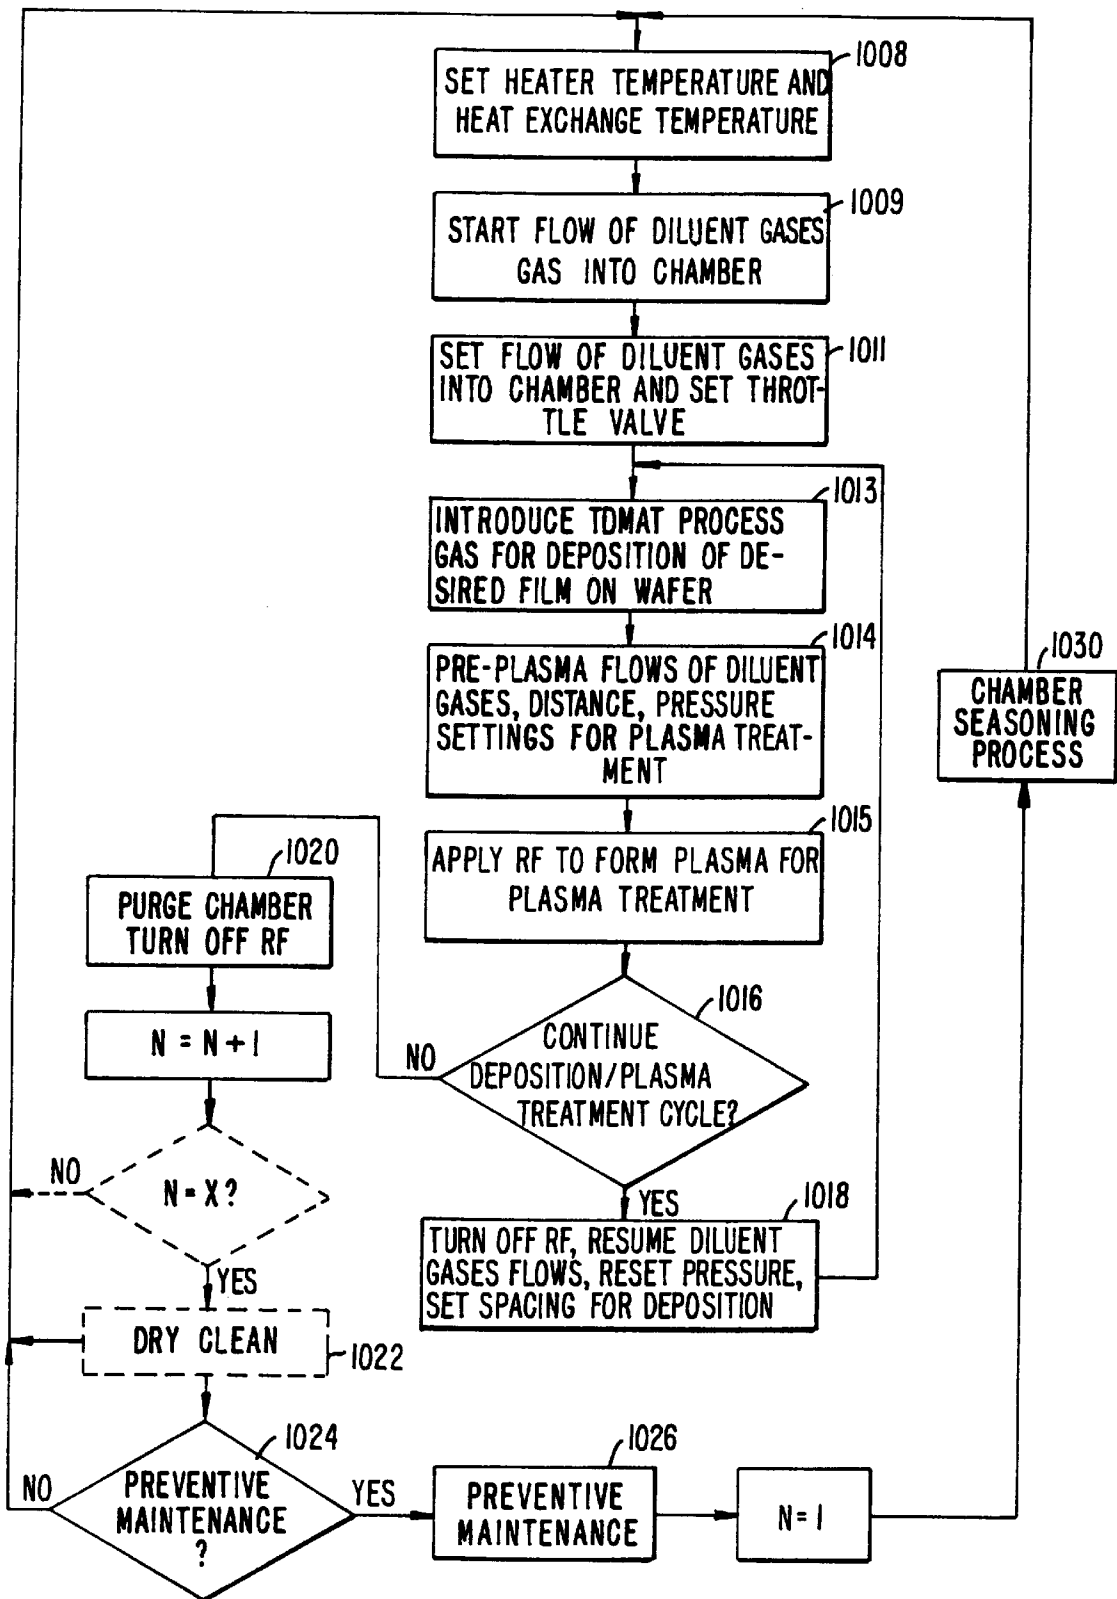 1008
SET HEATER TEMPERATURE AND
HEAT EXCHANGE TEMPERATURE
1009
START FLOW OF DILUENT GASES
GAS INTO CHAMBER
1011
SET FLOW OF DILUENT GASES
INTO CHAMBER AND SET THROT-
TLE VALVE
1013
INTRODUCE TDMAT PROCESS
GAS FOR DEPOSITION OF DE-
SIRED FILM ON WAFER
1014
PRE-PLASMA FLOWS OF DILUENT
GASES, DISTANCE, PRESSURE
SETTINGS FOR PLASMA TREAT-
MENT
1015
APPLY RF TO FORM PLASMA FOR
PLASMA TREATMENT
1016
CONTINUE
DEPOSITION/PLASMA
TREATMENT CYCLE?
NO
YES
1018
TURN OFF RF, RESUME DILUENT
GASES FLOWS, RESET PRESSURE,
SET SPACING FOR DEPOSITION
1020
PURGE CHAMBER
TURN OFF RF
N = N + 1
N = X ?
NO
YES
DRY CLEAN
1022
1024
PREVENTIVE
MAINTENANCE
?
NO
YES
1026
PREVENTIVE
MAINTENANCE
N = 1
1030
CHAMBER
SEASONING
PROCESS